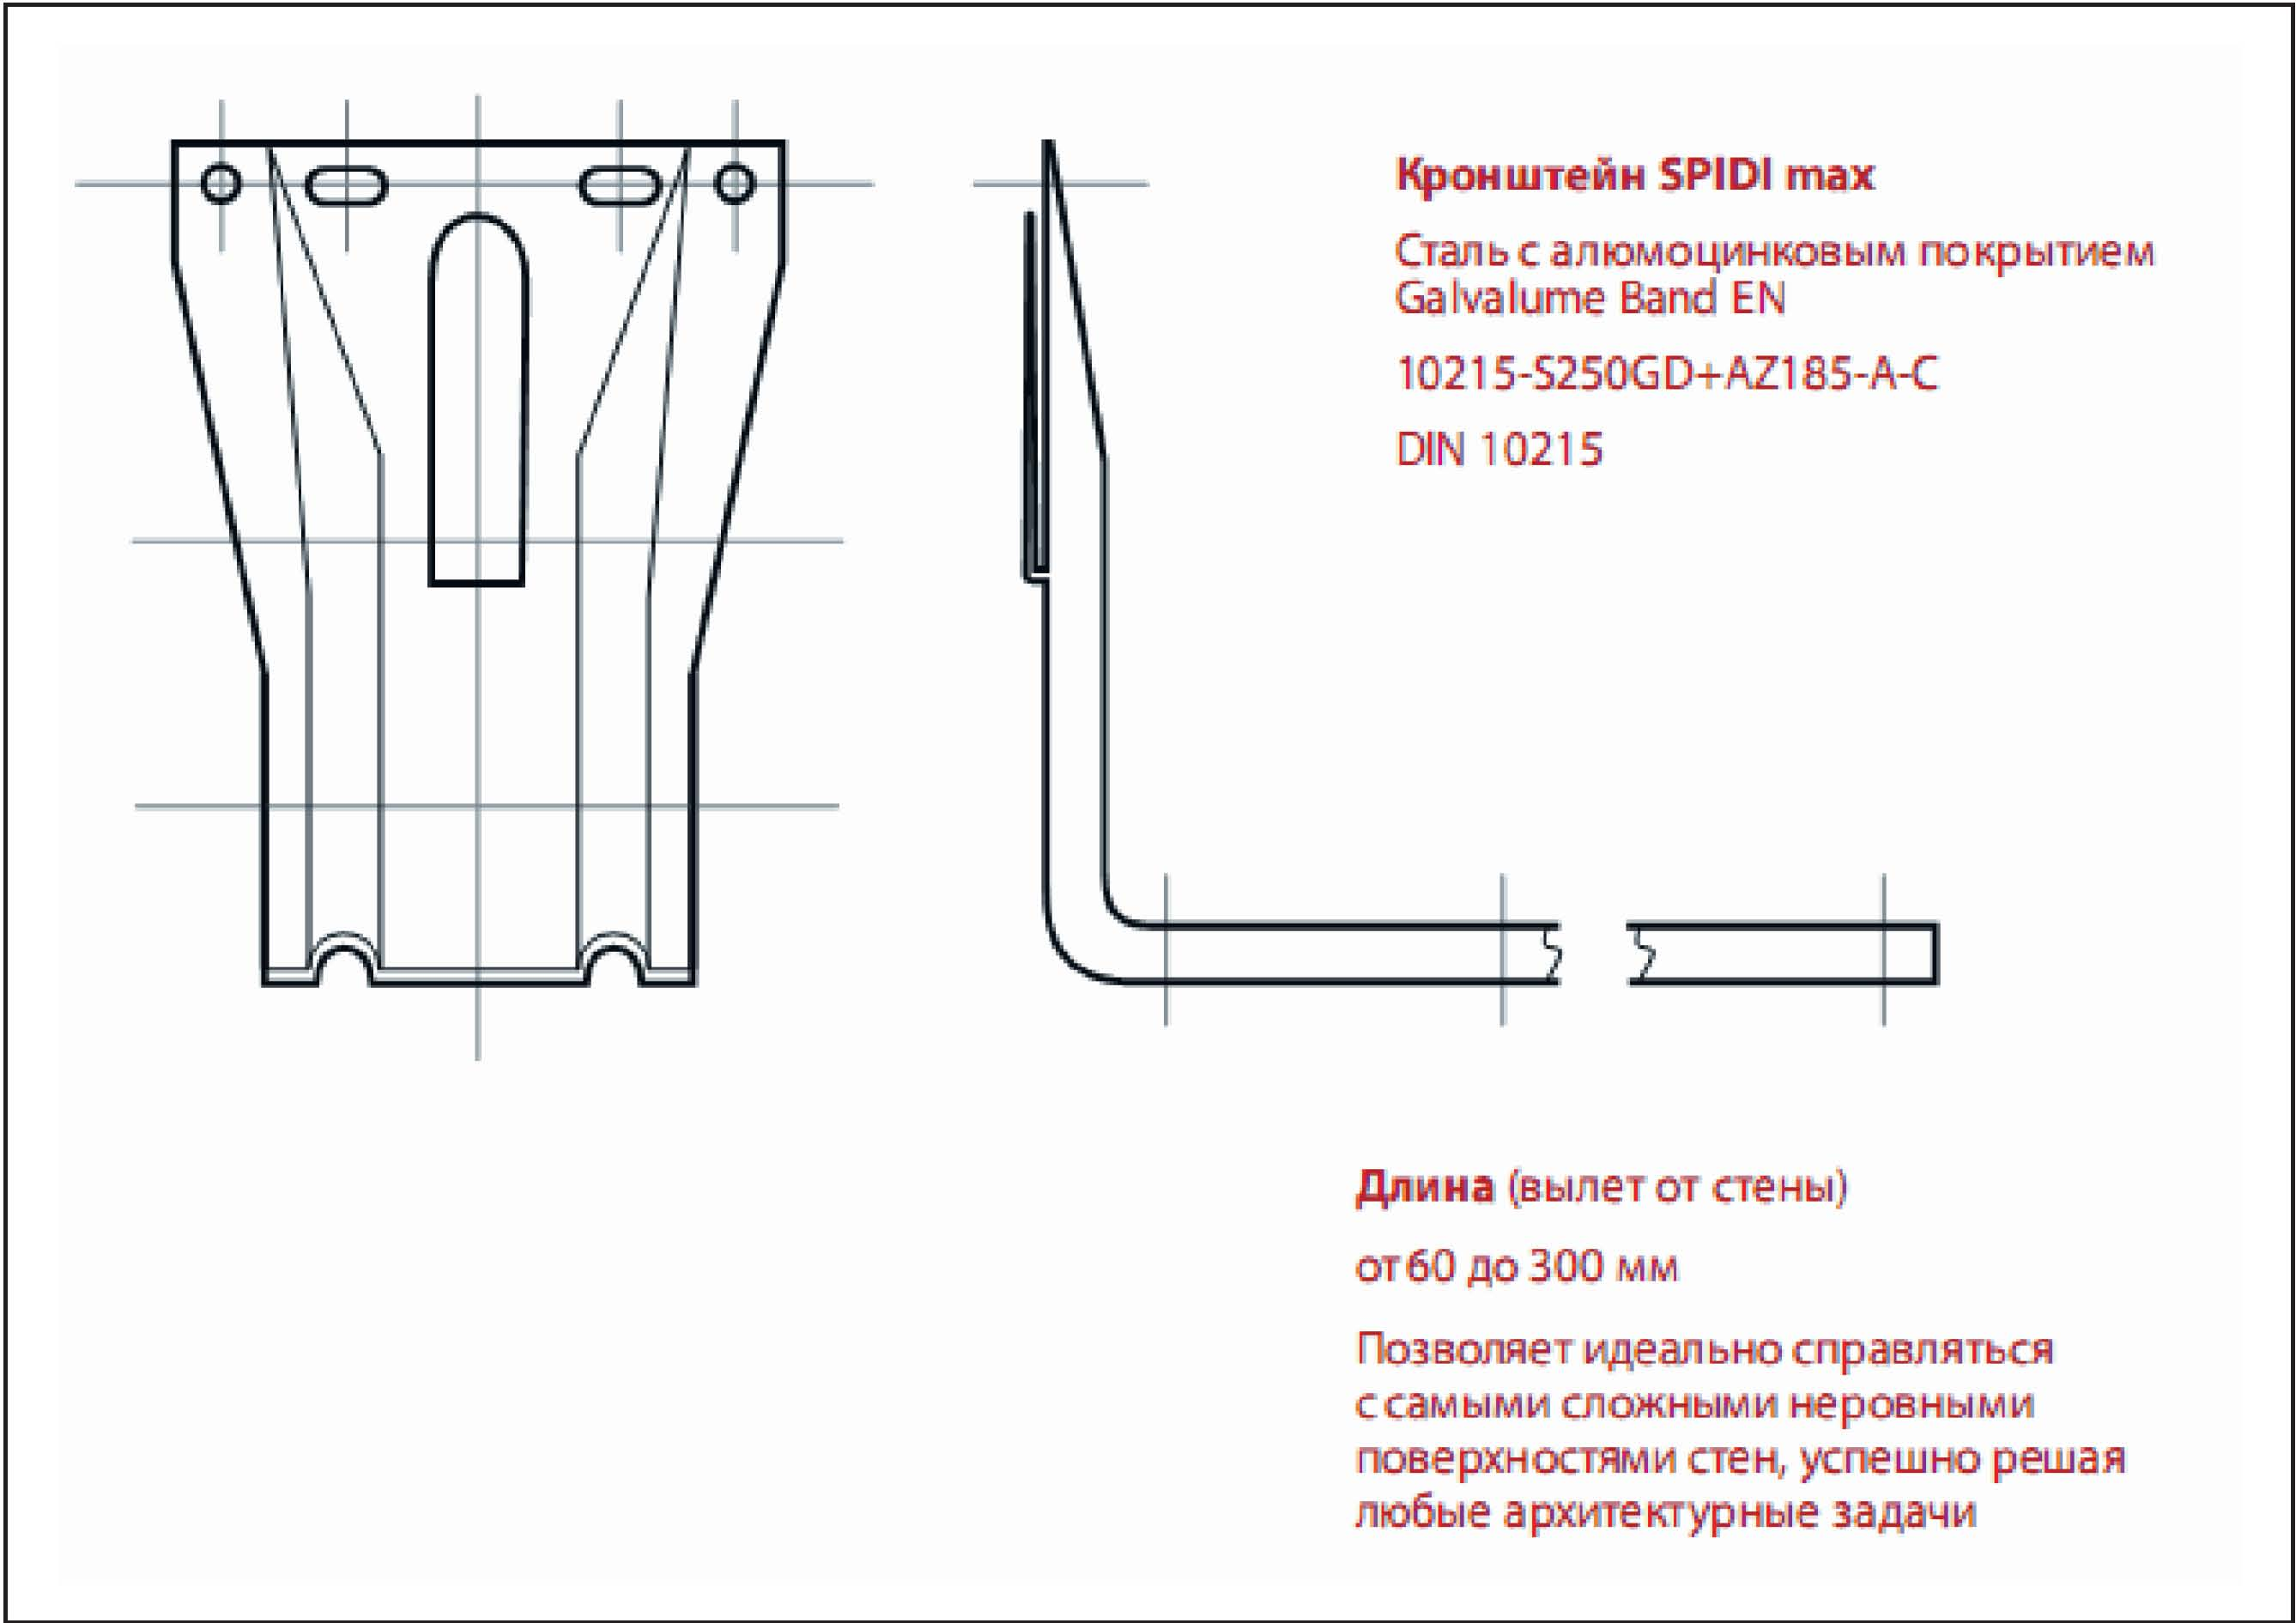 Кронштейн SPIDI max
Сталь с алюмоцинковым покрытием
Galvalume Band EN
10215-S250GD+AZ185-A-C
DIN 10215
Длина (вылет от стены)
от 60 до 300 мм
Позволяет идеально справляться
с самыми сложными неровными
поверхностями стен, успешно решая
любые архитектурные задачи